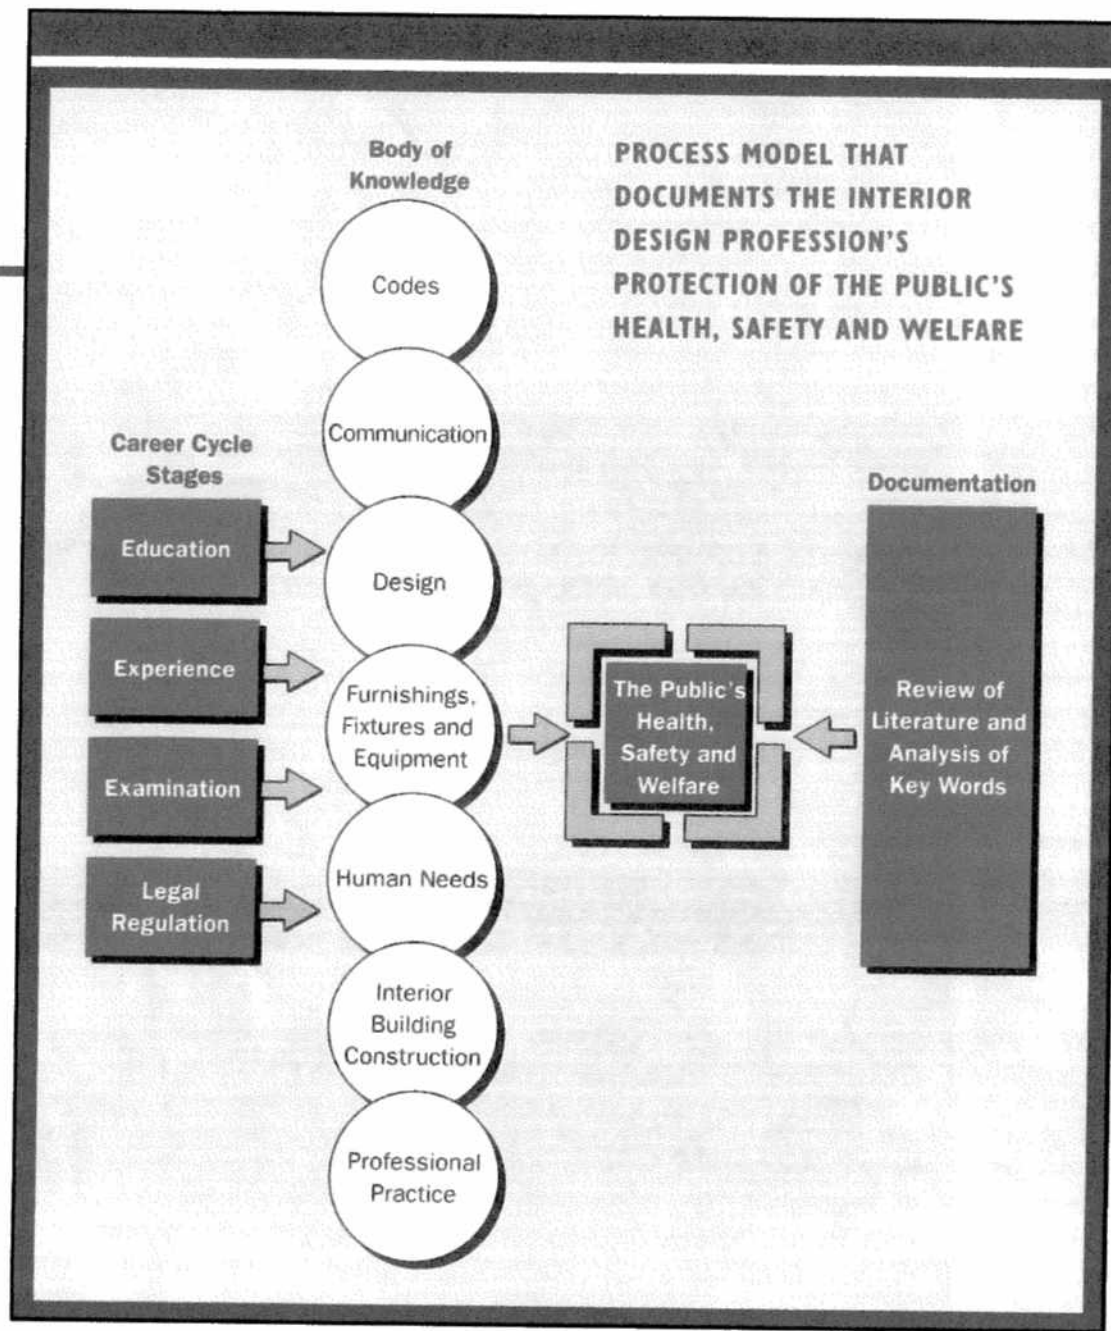 PROCESS MODEL THAT
DOCUMENTS THE INTERIOR
DESIGN PROFESSION'S
PROTECTION OF THE PUBLIC'S
HEALTH, SAFETY AND WELFARE
Career Cycle
Stages
Education
Experience
Examination
Legal
Regulation
Body of
Knowledge
Codes
Communication
Design
Furnishings,
Fixtures and
Equipment
Human Needs
Interior
Building
Construction
Professional
Practice
The Public's
Health,
Safety and
Welfare
Documentation
Review of
Literature and
Analysis of
Key Words